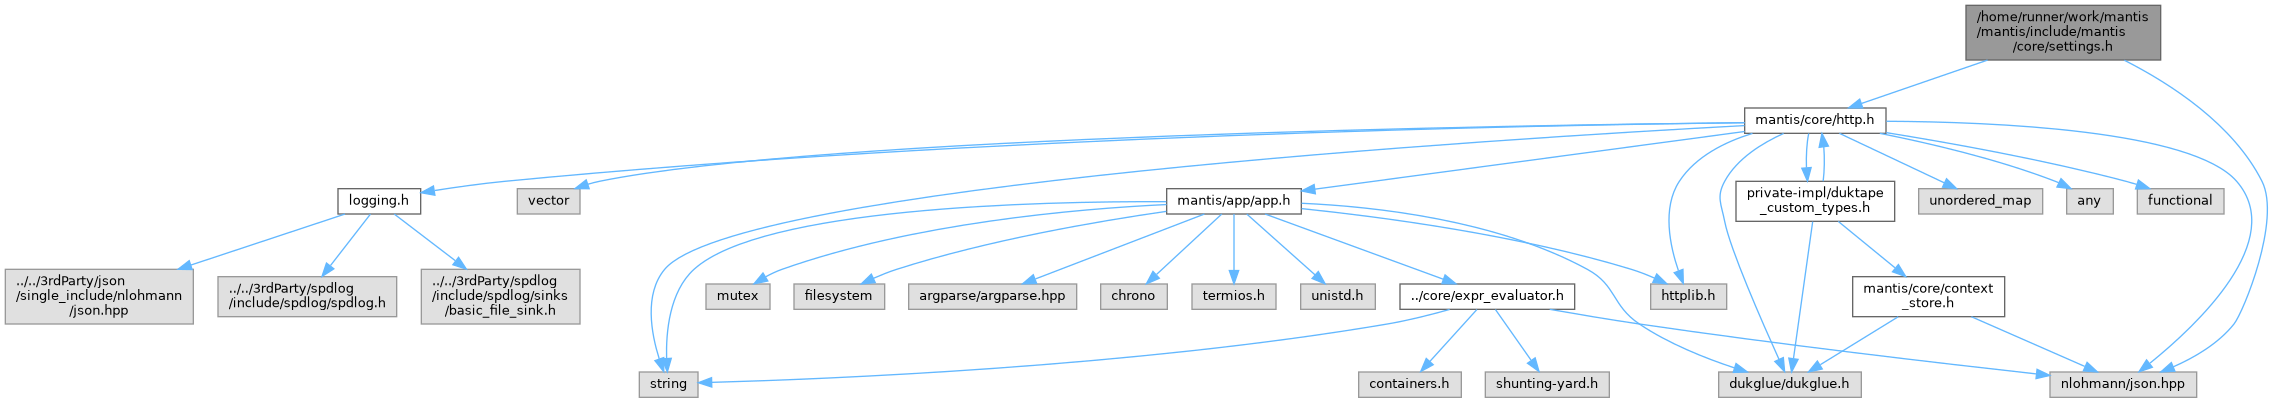 /home/runner/work/mantis
/mantis/include/mantis
/core/settings.h
mantis/core/http.h
logging.h
vector
mantis/app/app.h
private-impl/duktape
_custom_types.h
unordered_map
any
functional
../../3rdParty/json
/single_include/nlohmann
/json.hpp
../../3rdParty/spdlog
/include/spdlog/spdlog.h
../../3rdParty/spdlog
/include/spdlog/sinks
/basic_file_sink.h
mutex
filesystem
argparse/argparse.hpp
chrono
termios.h
unistd.h
../core/expr_evaluator.h
httplib.h
mantis/core/context
_store.h
string
containers.h
shunting-yard.h
dukglue/dukglue.h
nlohmann/json.hpp